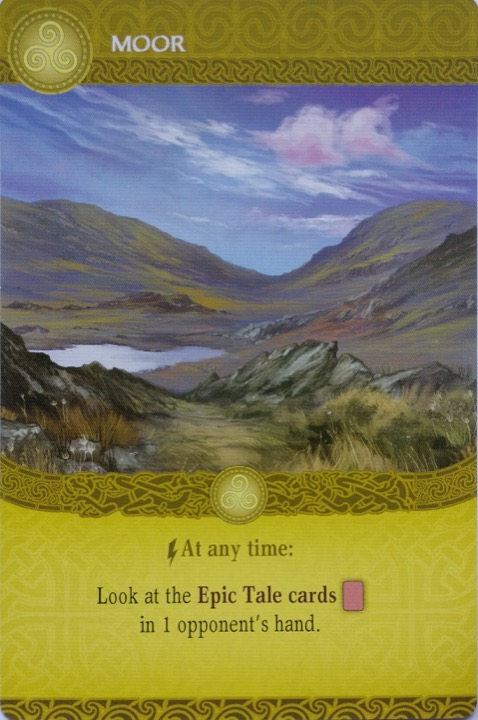 MOOR
At any time:
Look at the Epic Tale cards
in 1 opponent's hand.